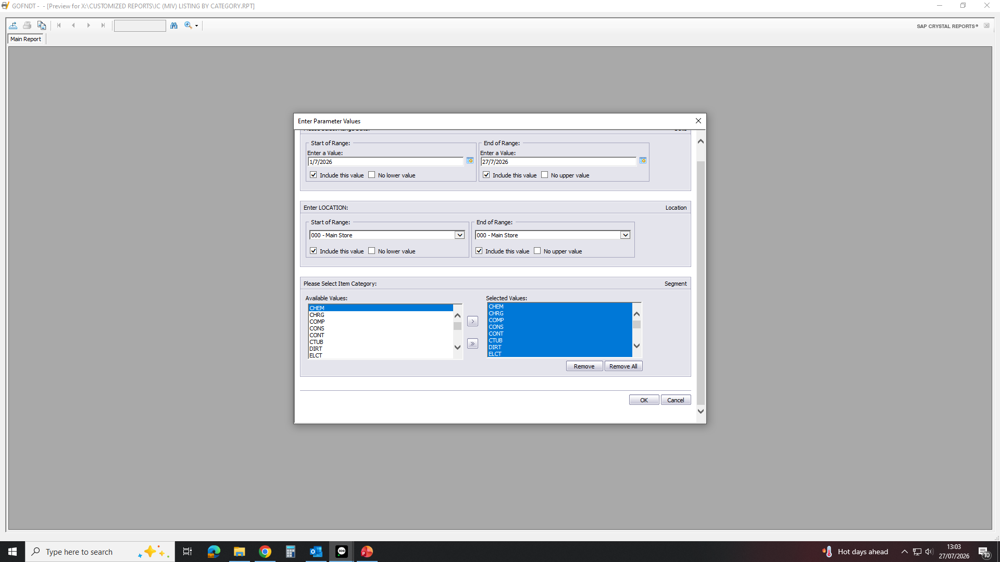 GOFNDT - - [Preview for X:\CUSTOMIZED REPORTS\IC (MIV) LISTING BY CATEGORY.RPT]
SAP CRYSTAL REPORTS®
Main Report
Enter Parameter Values
Start of Range:
End of Range:
Enter a Value:
Enter a Value:
1/7/2026
27/7/2026
Include this value
No lower value
Include this value
No upper value
Enter LOCATION:
Location
Start of Range:
End of Range:
000 - Main Store
000 - Main Store
Include this value
No lower value
Include this value
No upper value
Please Select Item Category:
Segment
Available Values:
CHEM
CHRG
COMP
CONS
CONT
CTUB
DIRT
ELCT
Selected Values:
CHEM
CHRG
COMP
CONS
CONT
CTUB
DIRT
ELCT
Remove
Remove All
OK
Cancel
Type here to search
300
Hot days ahead
13:03
27/07/2026
10